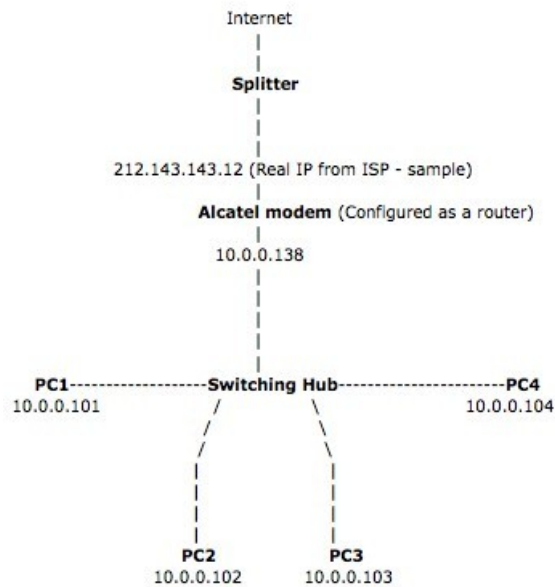 Internet
Splitter
212.143.143.12 (Real IP from ISP - sample)
Alcatel modem (Configured as a router)
10.0.0.138
PC1----------------------Switching Hub--------------------------PC4
10.0.0.101
10.0.0.104
PC2
PC3
10.0.0.102
10.0.0.103